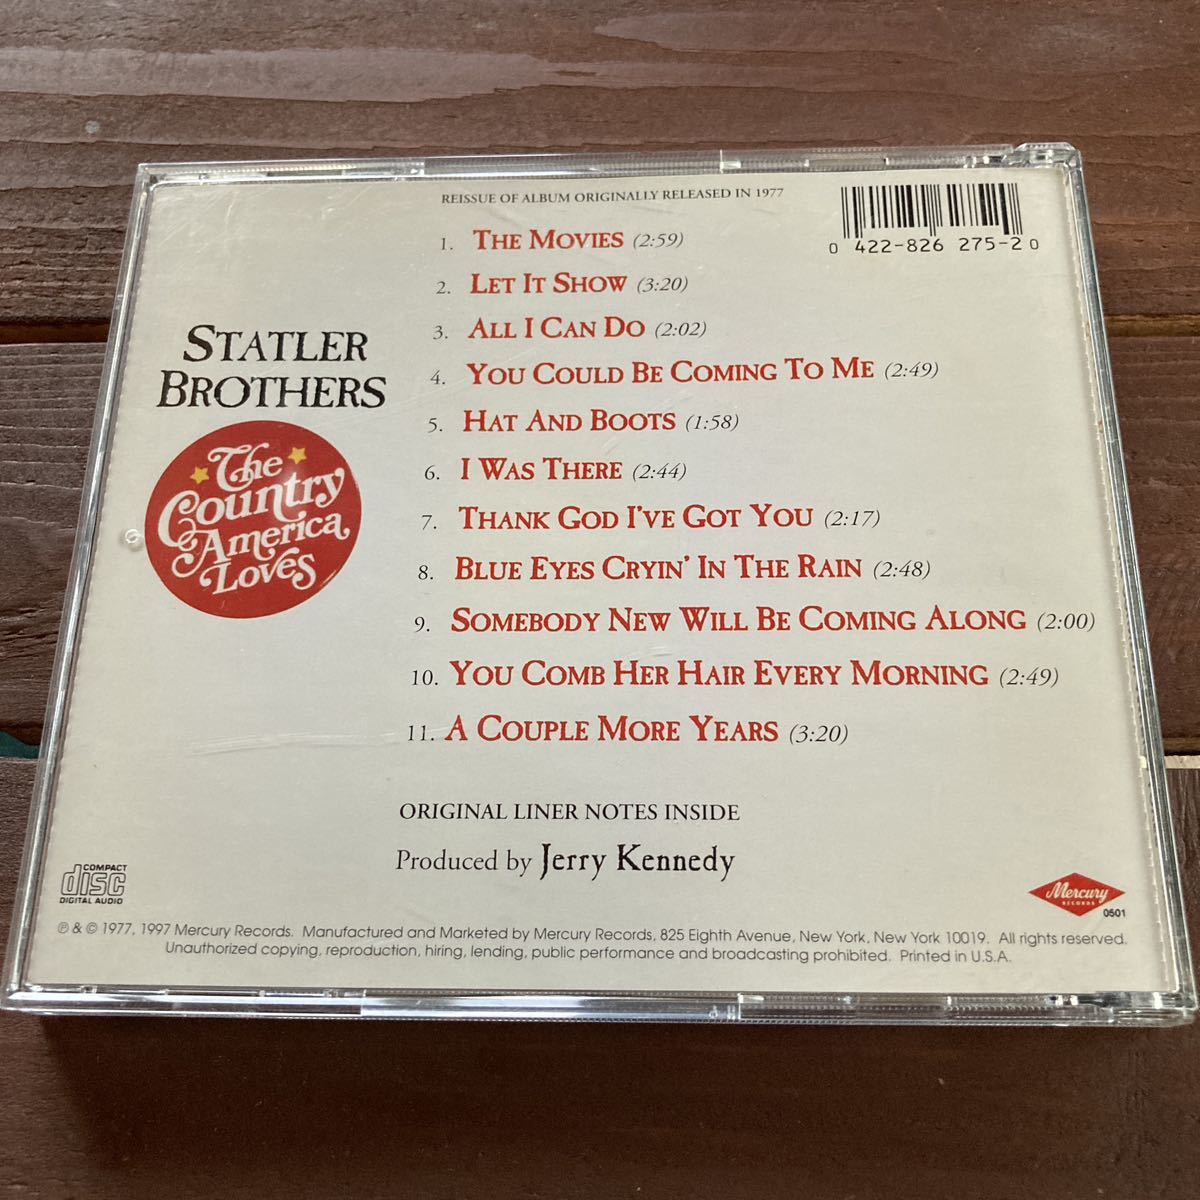 REISSUE OF ALBUM ORIGINALLY RELEASED IN 1977
0 422-826 275-2 0
1. THE MOVIES (2:59)
2. LET IT SHOW (3:20)
3. ALL I CAN DO (2:02)
4. YOU COULD BE COMING TO ME (2:49)
5. HAT AND BOOTS (1:58)
6. I WAS THERE (2:44)
7. THANK GOD I'VE GOT YOU (2:17)
8. BLUE EYES CRYIN' IN THE RAIN (2:48)
9. SOMEBODY NEW WILL BE COMING ALONG (2:00)
10. YOU COMB HER HAIR EVERY MORNING (2:49)
11. A COUPLE MORE YEARS (3:20)
STATLER
BROTHERS
The
Country
America
Loves
ORIGINAL LINER NOTES INSIDE
Produced by Jerry Kennedy
COMPACT
disc
DIGITAL AUDIO
Mercury
RECORDS
0501
℗ & © 1977, 1997 Mercury Records. Manufactured and Marketed by Mercury Records, 825 Eighth Avenue, New York, New York 10019. All rights reserved.
Unauthorized copying, reproduction, hiring, lending, public performance and broadcasting prohibited. Printed in U.S.A.